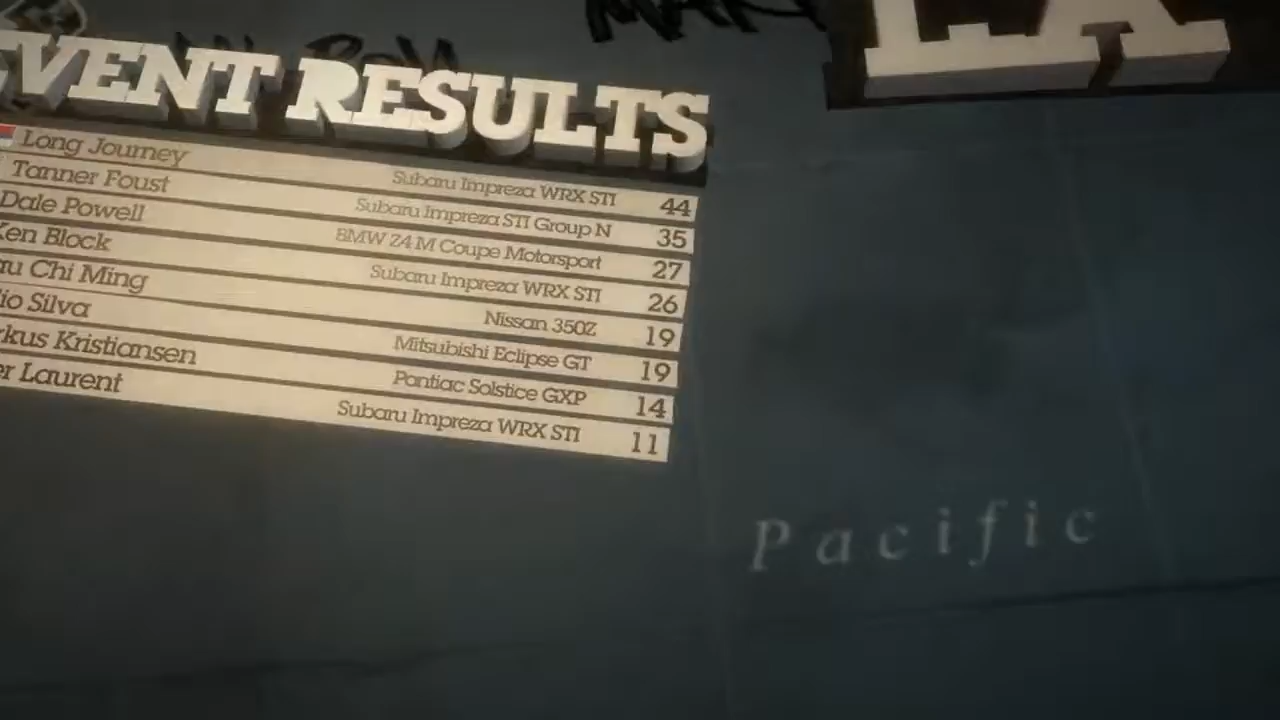 LA
EVENT RESULTS
Long Journey Subaru Impreza WRX STI 44
Tanner Foust Subaru Impreza STI Group N 35
Dale Powell BMW Z4 M Coupe Motorsport 27
Ken Block Subaru Impreza WRX STI 26
Chi Ming Nissan 350Z 19
Silva Mitsubishi Eclipse GT 19
Kristiansen Pontiac Solstice GXP 14
Laurent Subaru Impreza WRX STI 11
Pacific